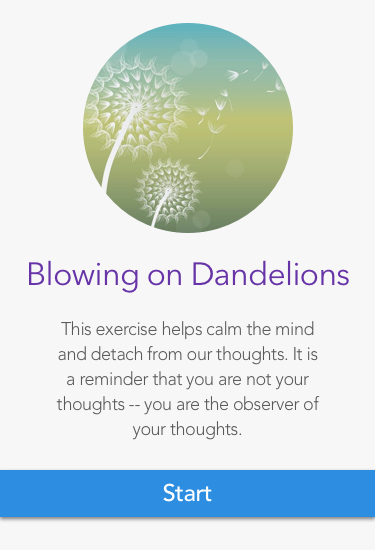 Blowing on Dandelions
This exercise helps calm the mind
and detach from our thoughts. It is
a reminder that you are not your
thoughts -- you are the observer of
your thoughts.
Start